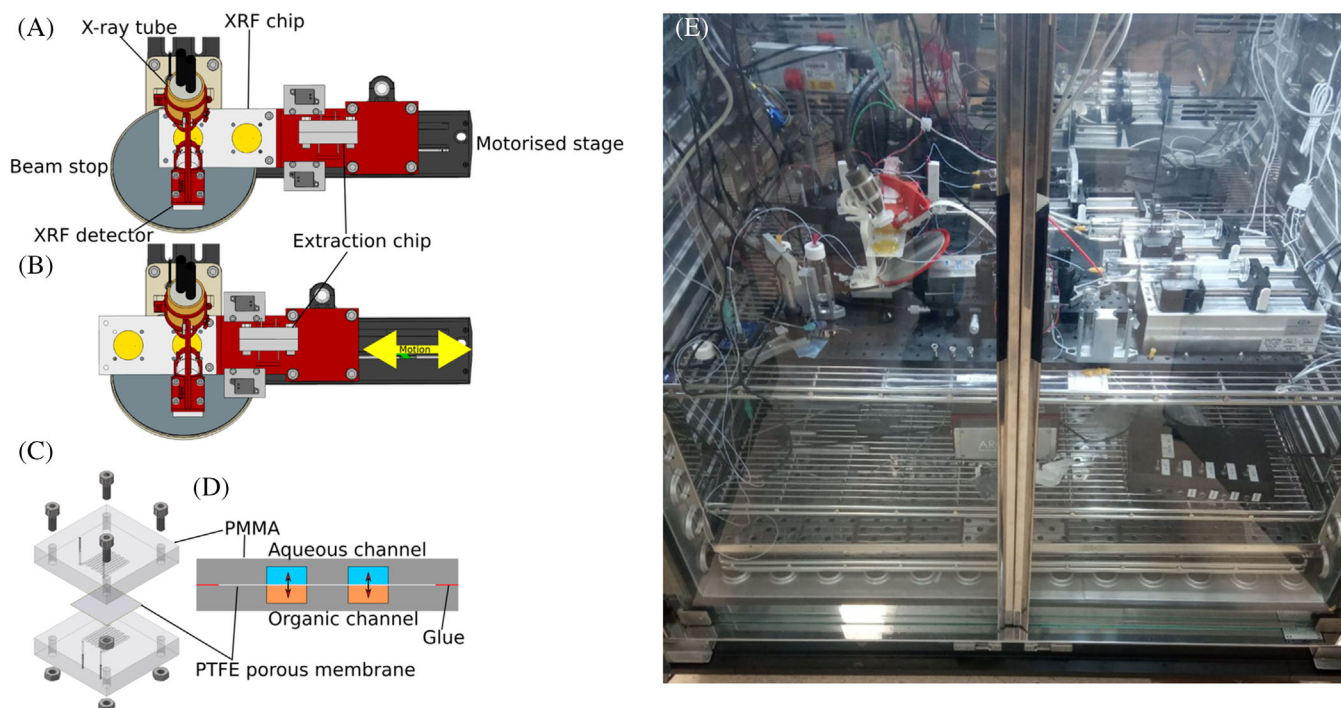 (A)
X-ray tube
XRF chip
Beam stop
Motorised stage
XRF detector
Extraction chip
(B)
Motion
(C)
(D)
PMMA
Aqueous channel
Organic channel
Glue
PTFE porous membrane
(E)